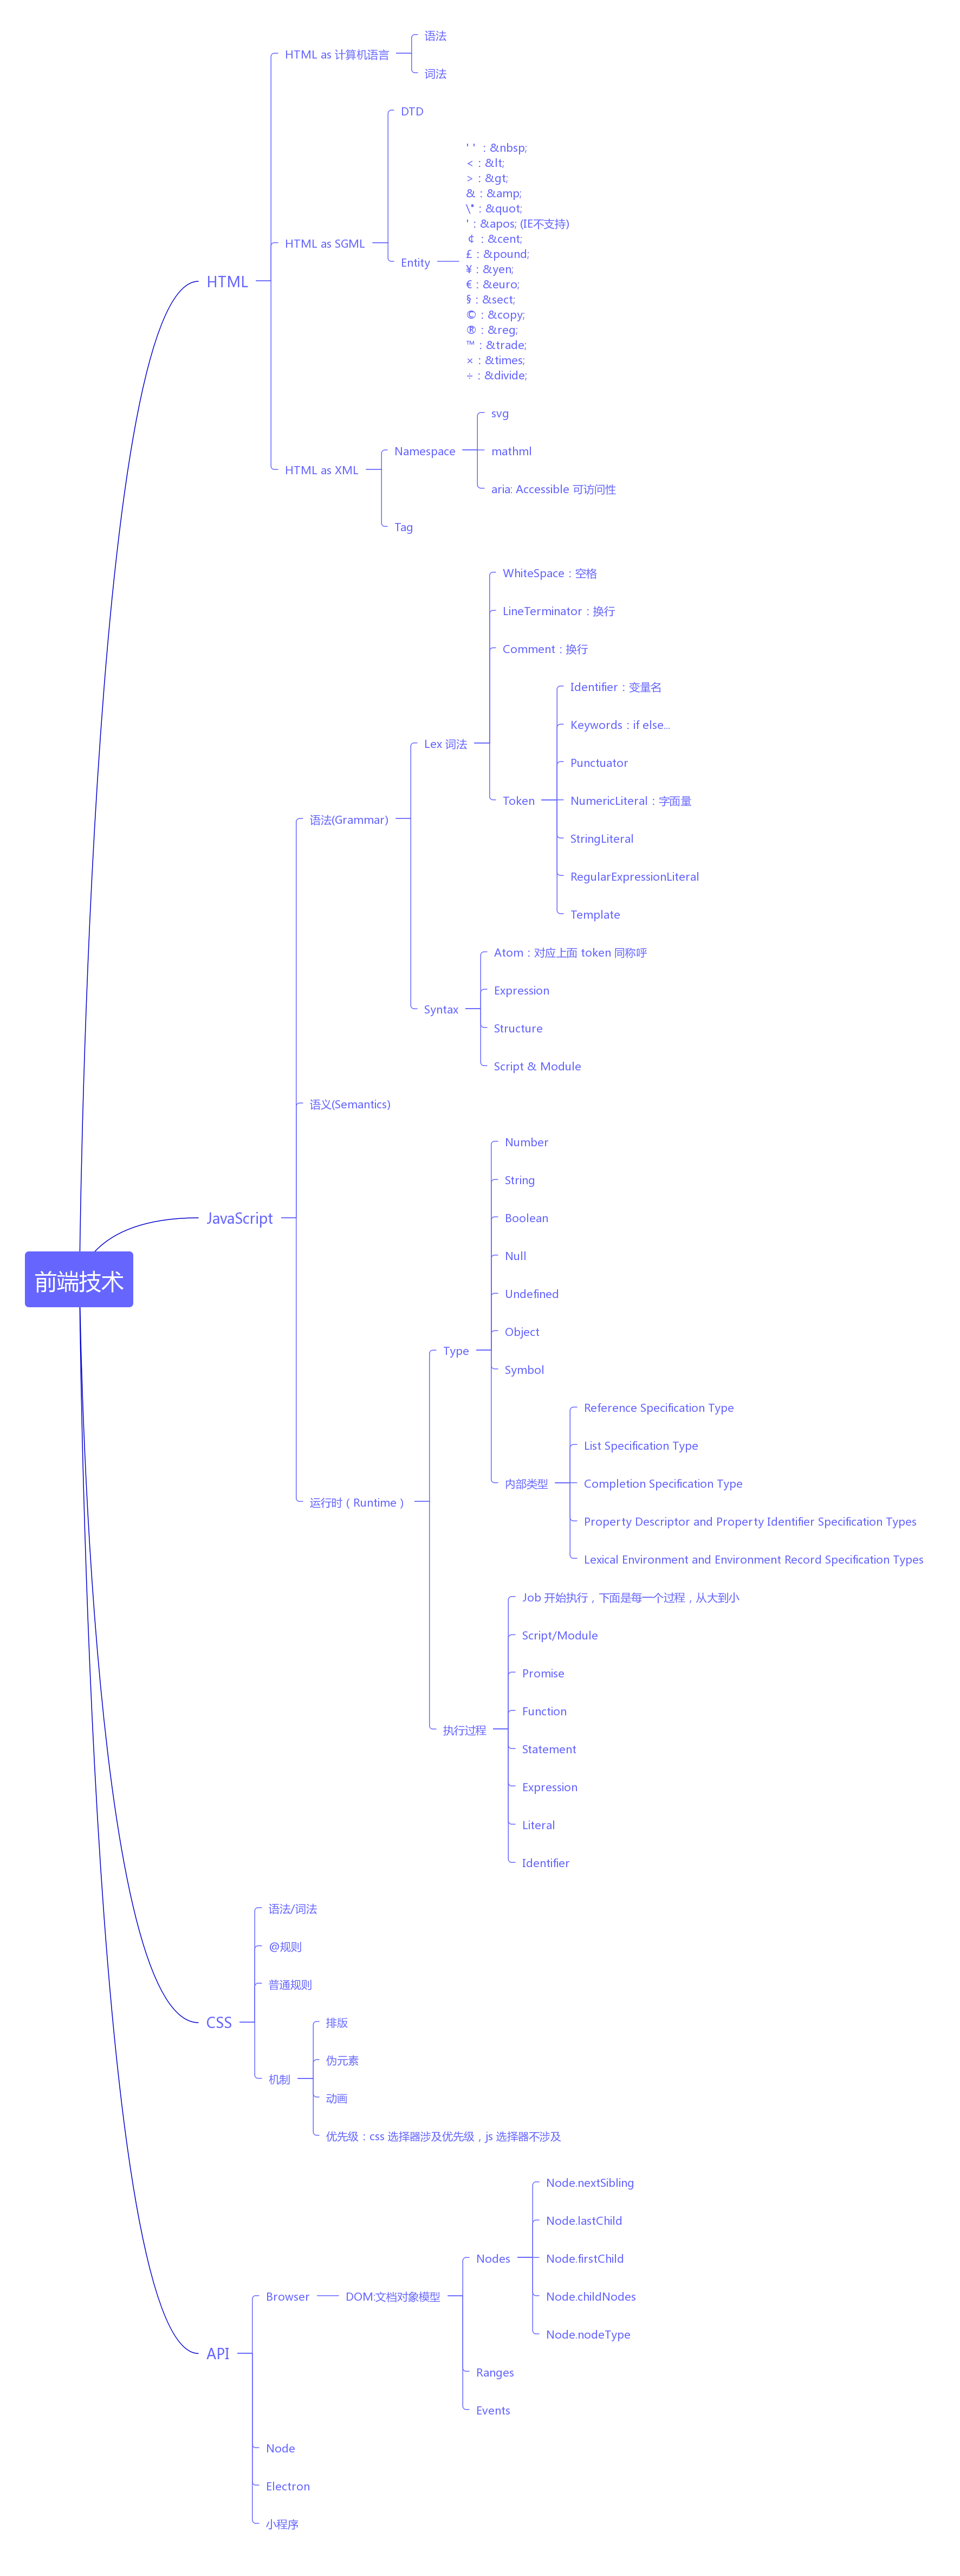 前端技术
HTML
HTML as 计算机语言
语法
词法
HTML as SGML
DTD
Entity
' ' : &nbsp;
< : &lt;
> : &gt;
& : &amp;
\" : &quot;
' : &apos; (IE不支持)
¢ : &cent;
£ : &pound;
¥ : &yen;
€ : &euro;
§ : &sect;
© : &copy;
® : &reg;
™ : &trade;
× : &times;
÷ : &divide;
HTML as XML
Namespace
svg
mathml
aria: Accessible 可访问性
Tag
JavaScript
语法(Grammar)
Lex 词法
WhiteSpace：空格
LineTerminator：换行
Comment：换行
Token
Identifier：变量名
Keywords：if else...
Punctuator
NumericLiteral：字面量
StringLiteral
RegularExpressionLiteral
Template
Syntax
Atom：对应上面 token 同称呼
Expression
Structure
Script & Module
语义(Semantics)
运行时（Runtime）
Type
Number
String
Boolean
Null
Undefined
Object
Symbol
内部类型
Reference Specification Type
List Specification Type
Completion Specification Type
Property Descriptor and Property Identifier Specification Types
Lexical Environment and Environment Record Specification Types
执行过程
Job 开始执行，下面是每一个过程，从大到小
Script/Module
Promise
Function
Statement
Expression
Literal
Identifier
CSS
语法/词法
@规则
普通规则
机制
排版
伪元素
动画
优先级：css 选择器涉及优先级，js 选择器不涉及
API
Browser
DOM:文档对象模型
Nodes
Node.nextSibling
Node.lastChild
Node.firstChild
Node.childNodes
Node.nodeType
Ranges
Events
Node
Electron
小程序